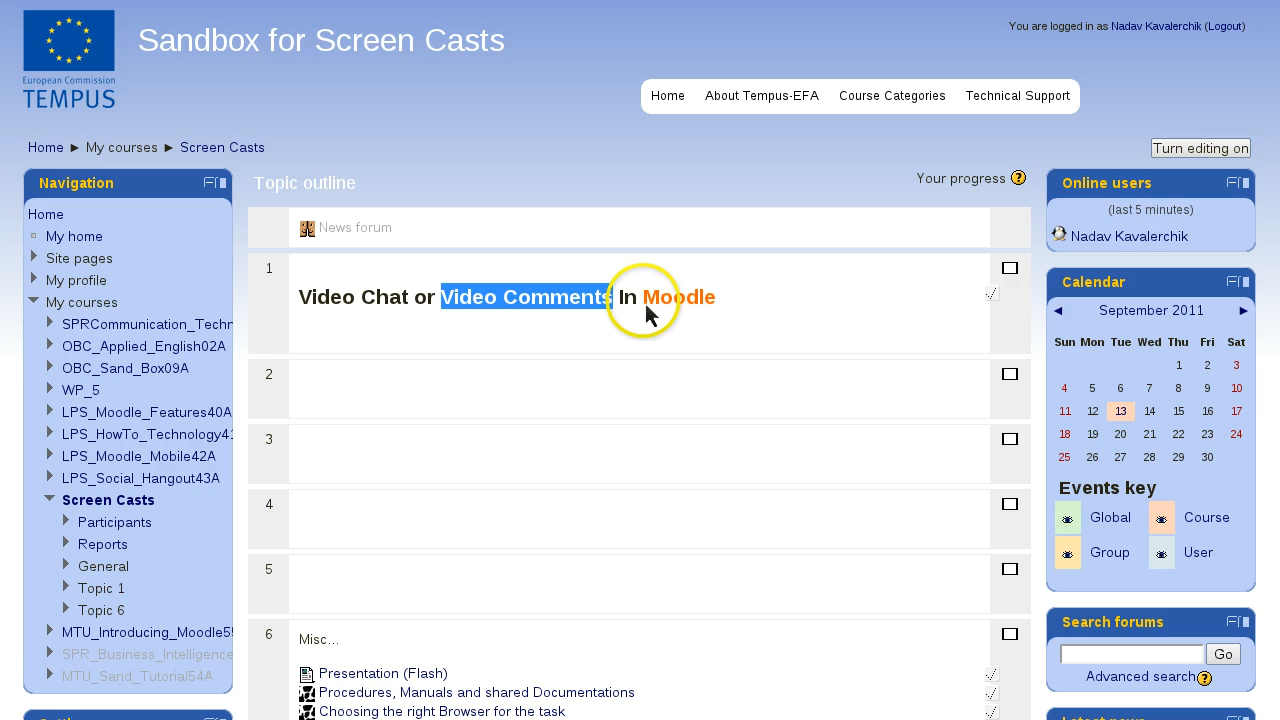 European Commission
TEMPUS
Sandbox for Screen Casts
You are logged in as Nadav Kavalerchik (Logout)
Home About Tempus-EFA Course Categories Technical Support
Home ► My courses ► Screen Casts
Turn editing on
Navigation
Home
My home
Site pages
My profile
My courses
SPRCommunication_Techn
OBC_Applied_English02A
OBC_Sand_Box09A
WP_5
LPS_Moodle_Features40A
LPS_HowTo_Technology41
LPS_Moodle_Mobile42A
LPS_Social_Hangout43A
Screen Casts
Participants
Reports
General
Topic 1
Topic 6
MTU_Introducing_Moodle5
SPR_Business_Intelligence
MTU_Sand_Tutorial54A
Topic outline
Your progress
News forum
1
Video Chat or Video Comments In Moodle
2
3
4
5
6
Misc...
Presentation (Flash)
Procedures, Manuals and shared Documentations
Choosing the right Browser for the task
Online users
(last 5 minutes)
Nadav Kavalerchik
Calendar
◄ September 2011 ►
Sun Mon Tue Wed Thu Fri Sat
1 2 3
4 5 6 7 8 9 10
11 12 13 14 15 16 17
18 19 20 21 22 23 24
25 26 27 28 29 30
Events key
Global Course
Group User
Search forums
Go
Advanced search